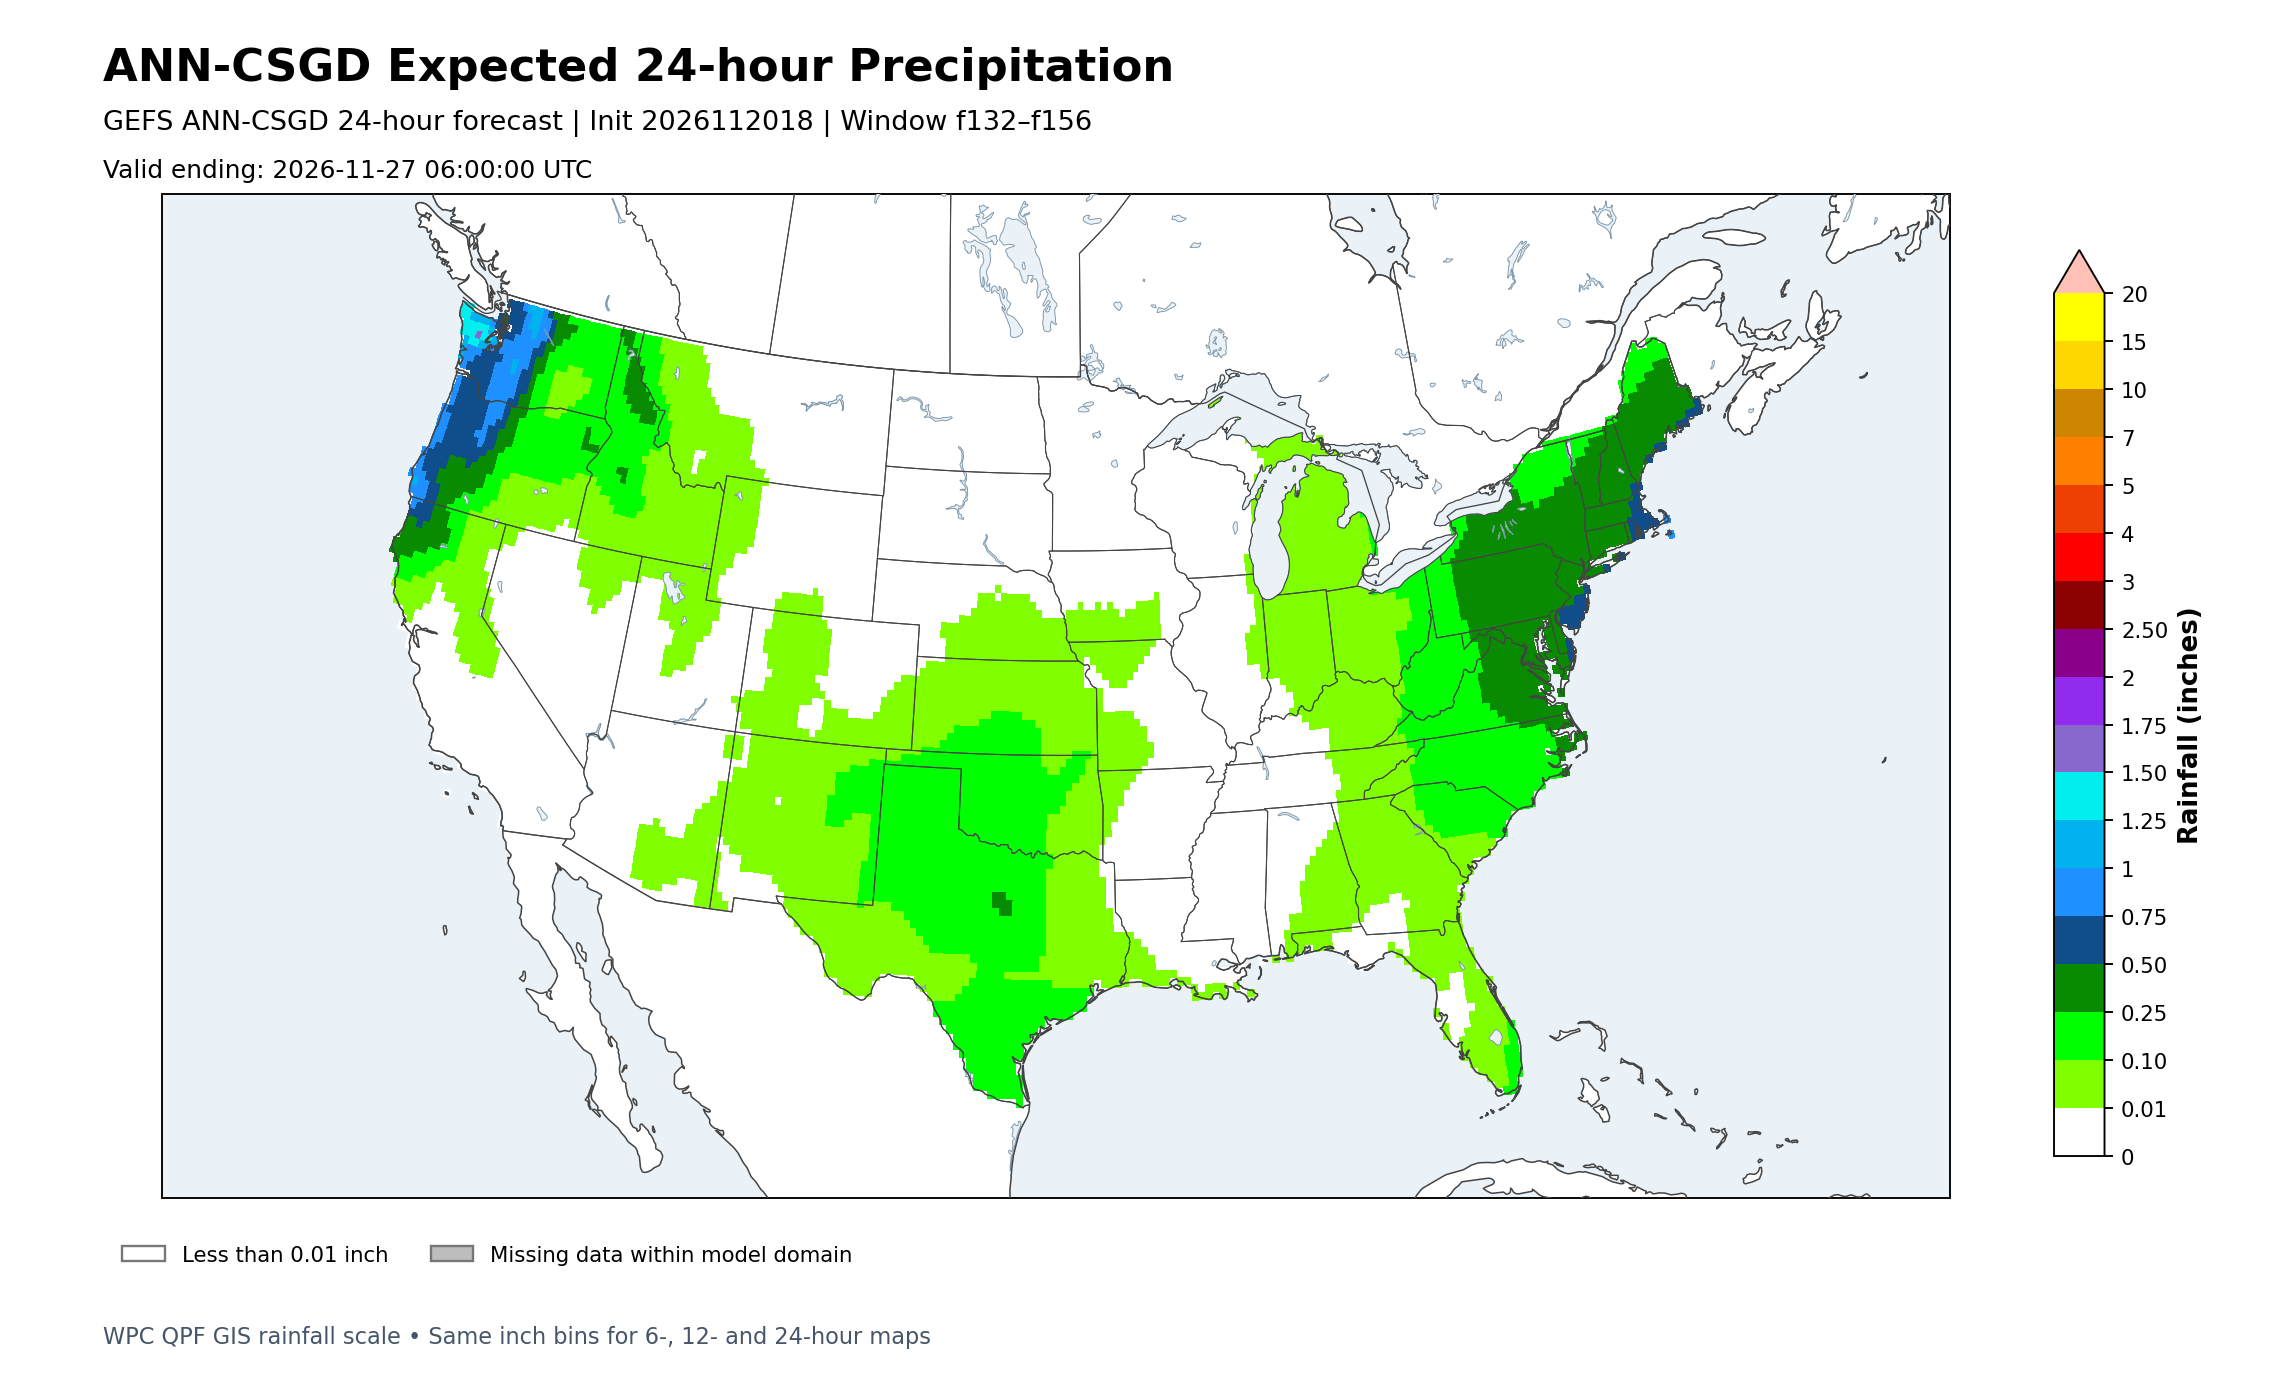 ANN-CSGD Expected 24-hour Precipitation
GEFS ANN-CSGD 24-hour forecast | Init 2026112018 | Window f132–f156
Valid ending: 2026-11-27 06:00:00 UTC
20
15
10
7
5
4
3
2.50
2
1.75
1.50
1.25
1
0.75
0.50
0.25
0.10
0.01
0
Rainfall (inches)
Less than 0.01 inch
Missing data within model domain
WPC QPF GIS rainfall scale • Same inch bins for 6-, 12- and 24-hour maps